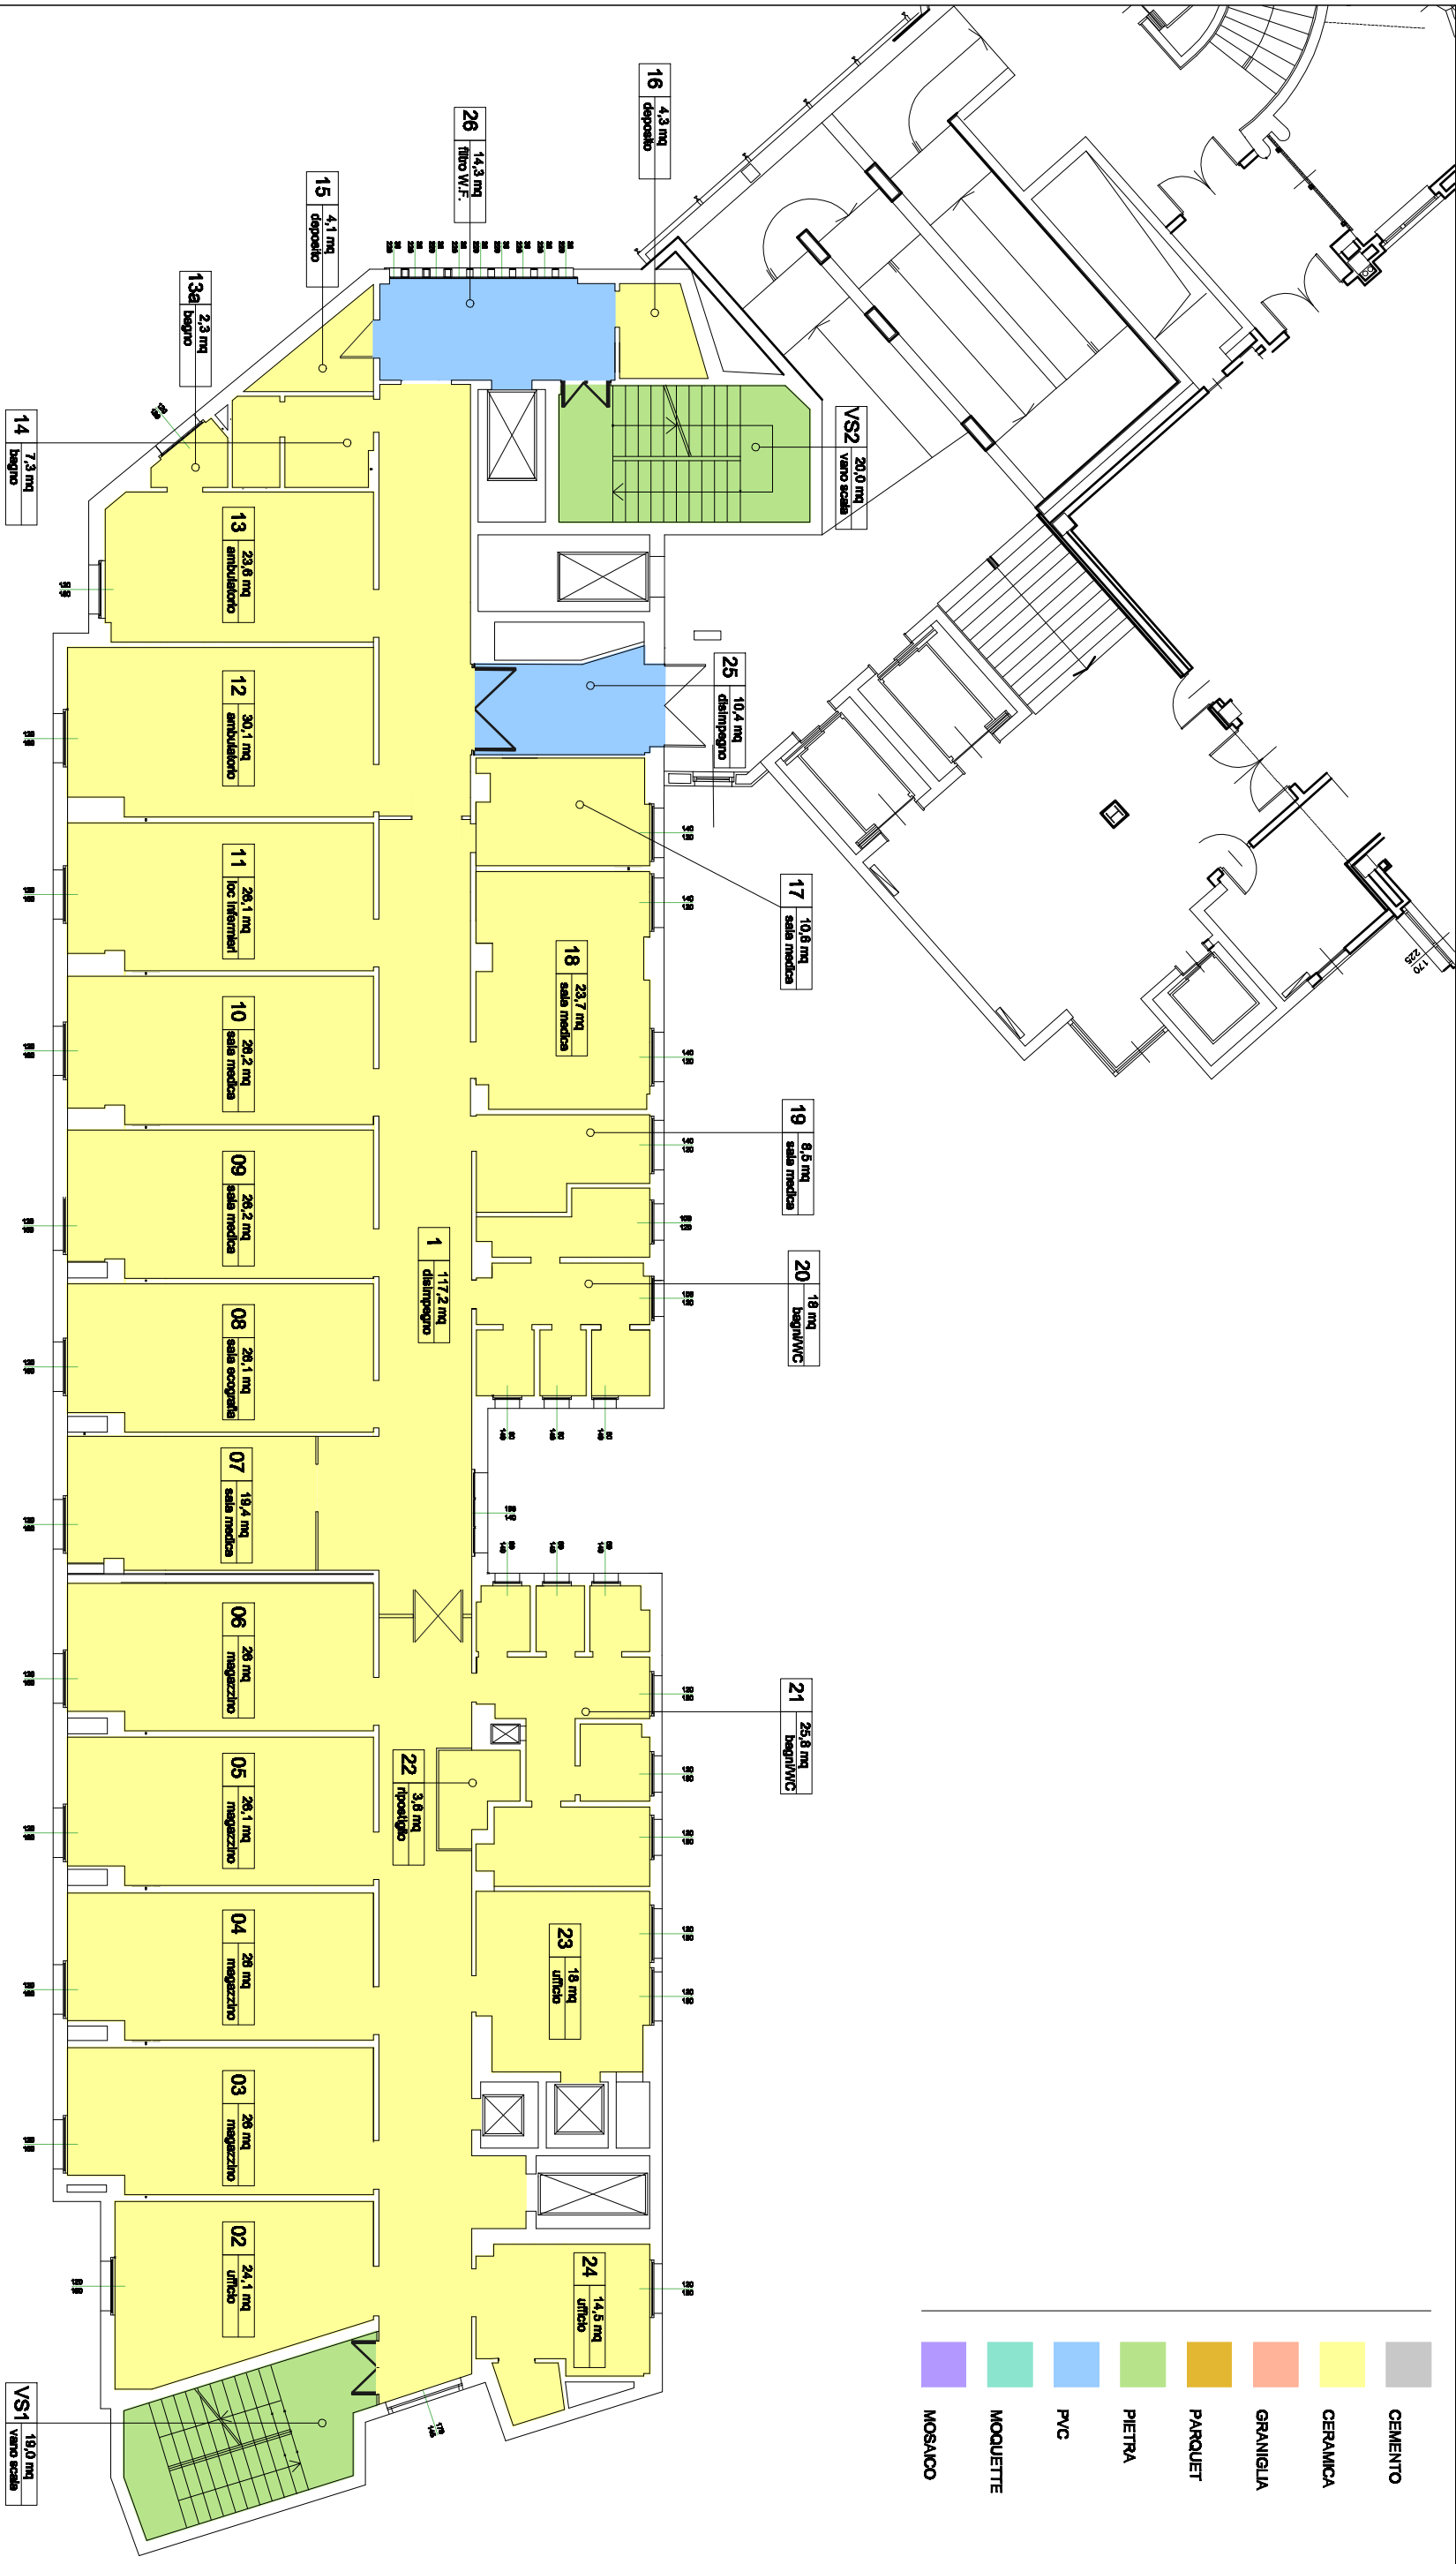 16
4,3 mq
deposito
26
14,3 mq
filtro W.F.
15
4,1 mq
deposito
13a
2,3 mq
bagno
14
7,3 mq
bagno
VS2
20,0 mq
vano scala
13
23,6 mq
ambulatorio
12
30,1 mq
ambulatorio
25
10,4 mq
disimpegno
17
10,6 mq
sala medica
11
26,1 mq
loc infermieri
18
23,7 mq
sala medica
10
26,2 mq
sala medica
19
8,5 mq
sala medica
09
26,2 mq
sala medica
20
18 mq
bagni/WC
1
117,2 mq
disimpegno
08
26,1 mq
sala ecografia
07
19,4 mq
sala medica
06
26 mq
magazzino
21
25,8 mq
bagni/WC
22
3,6 mq
ripostiglio
05
26,1 mq
magazzino
04
26 mq
magazzino
23
18 mq
ufficio
03
26 mq
magazzino
02
24,1 mq
ufficio
24
14,5 mq
ufficio
VS1
19,0 mq
vano scala
170
225
CEMENTO
CERAMICA
GRANIGLIA
PARQUET
PIETRA
PVC
MOQUETTE
MOSAICO